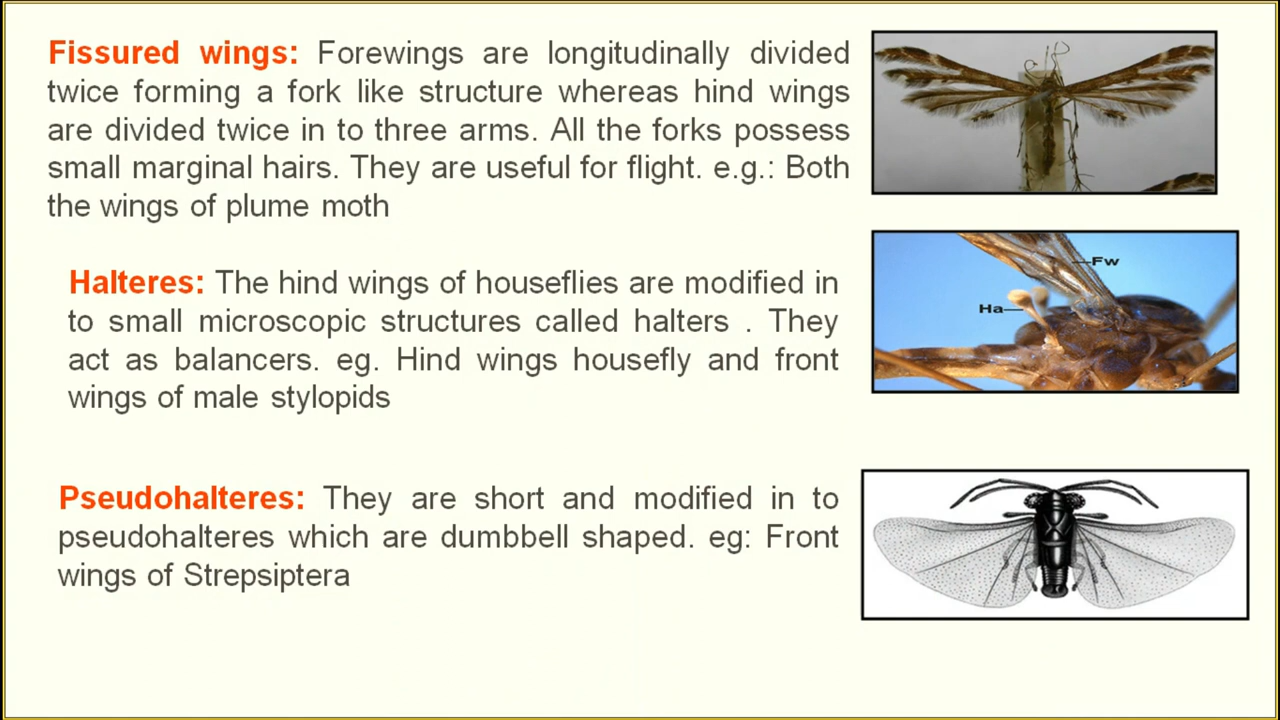 Fissured wings: Forewings are longitudinally divided
twice forming a fork like structure whereas hind wings
are divided twice in to three arms. All the forks possess
small marginal hairs. They are useful for flight. e.g.: Both
the wings of plume moth
Halteres: The hind wings of houseflies are modified in
to small microscopic structures called halters . They
act as balancers. eg. Hind wings housefly and front
wings of male stylopids
Fw
Ha
Pseudohalteres: They are short and modified in to
pseudohalteres which are dumbbell shaped. eg: Front
wings of Strepsiptera